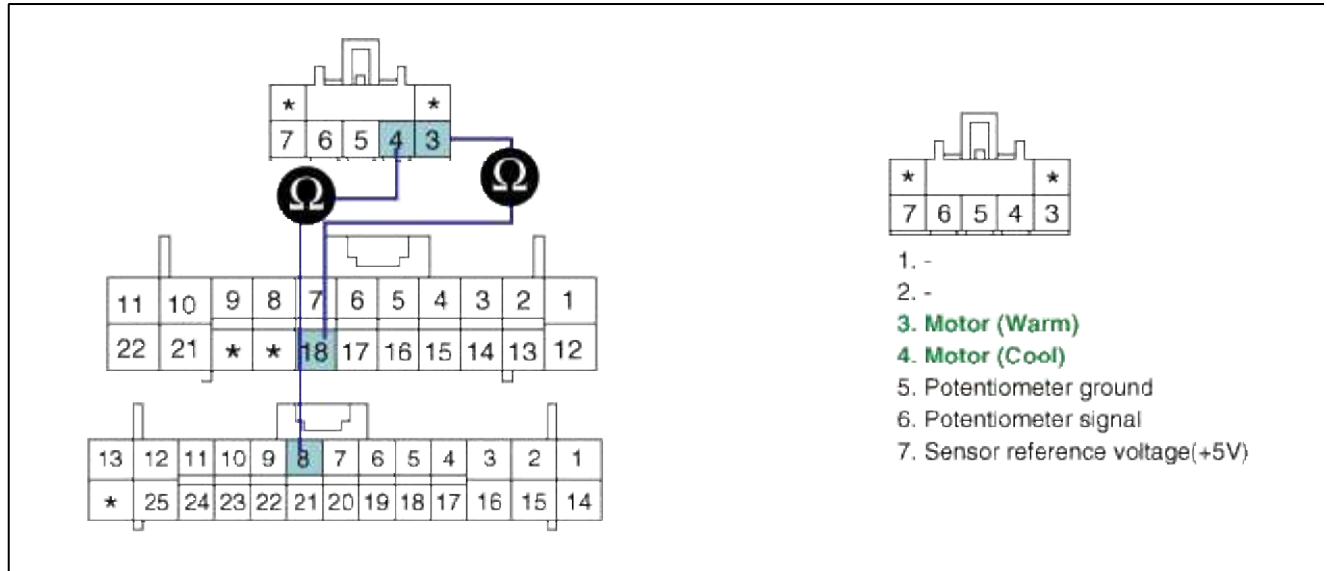 * *
7 6 5 4 3
Ω Ω
11 10 9 8 7 6 5 4 3 2 1
22 21 * * 18 17 16 15 14 13 12
13 12 11 10 9 8 7 6 5 4 3 2 1
* 25 24 23 22 21 20 19 18 17 16 15 14
* *
7 6 5 4 3
1. -
2. -
3. Motor (Warm)
4. Motor (Cool)
5. Potentiometer ground
6. Potentiometer signal
7. Sensor reference voltage(+5V)